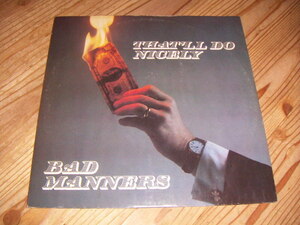 THAT'LL DO
NICELY
BAD
MANNERS